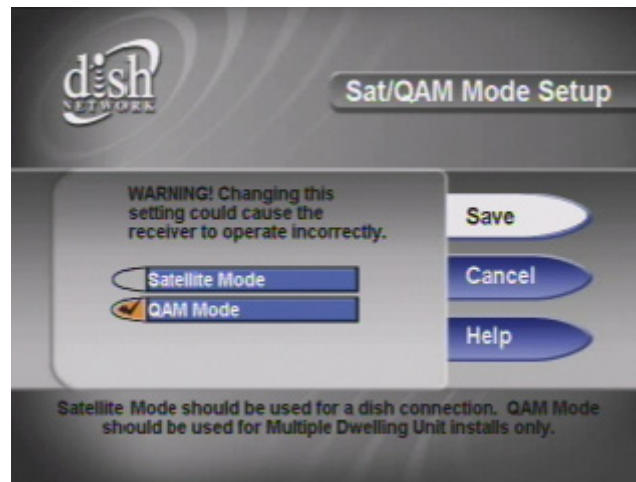 dish
NETWORK
Sat/QAM Mode Setup
WARNING! Changing this
setting could cause the
receiver to operate incorrectly.
Satellite Mode
QAM Mode
Save
Cancel
Help
Satellite Mode should be used for a dish connection. QAM Mode
should be used for Multiple Dwelling Unit installs only.